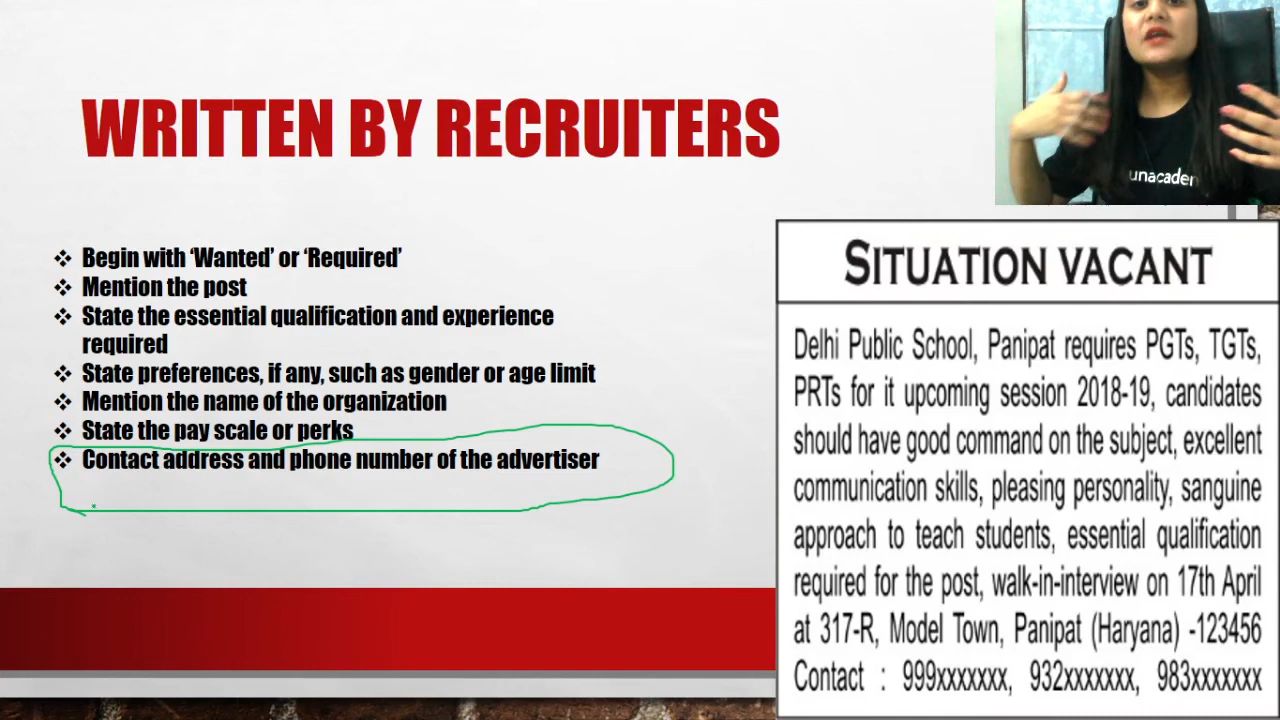 WRITTEN BY RECRUITERS
unacadem
❖ Begin with ‘Wanted’ or ‘Required’
❖ Mention the post
❖ State the essential qualification and experience
required
❖ State preferences, if any, such as gender or age limit
❖ Mention the name of the organization
❖ State the pay scale or perks
❖ Contact address and phone number of the advertiser
SITUATION VACANT
Delhi Public School, Panipat requires PGTs, TGTs,
PRTs for it upcoming session 2018-19, candidates
should have good command on the subject, excellent
communication skills, pleasing personality, sanguine
approach to teach students, essential qualification
required for the post, walk-in-interview on 17th April
at 317-R, Model Town, Panipat (Haryana) -123456
Contact : 999xxxxxxx, 932xxxxxxx, 983xxxxxxx